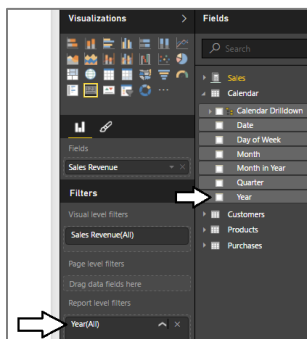 Visualizations
Fields
Search
Sales
Calendar
Calendar Drilldown
Date
Day of Week
Month
Month in Year
Quarter
Year
Customers
Products
Purchases
Fields
Sales Revenue
Filters
Visual level filters
Sales Revenue(All)
Page level filters
Drag data fields here
Report level filters
Year(All)